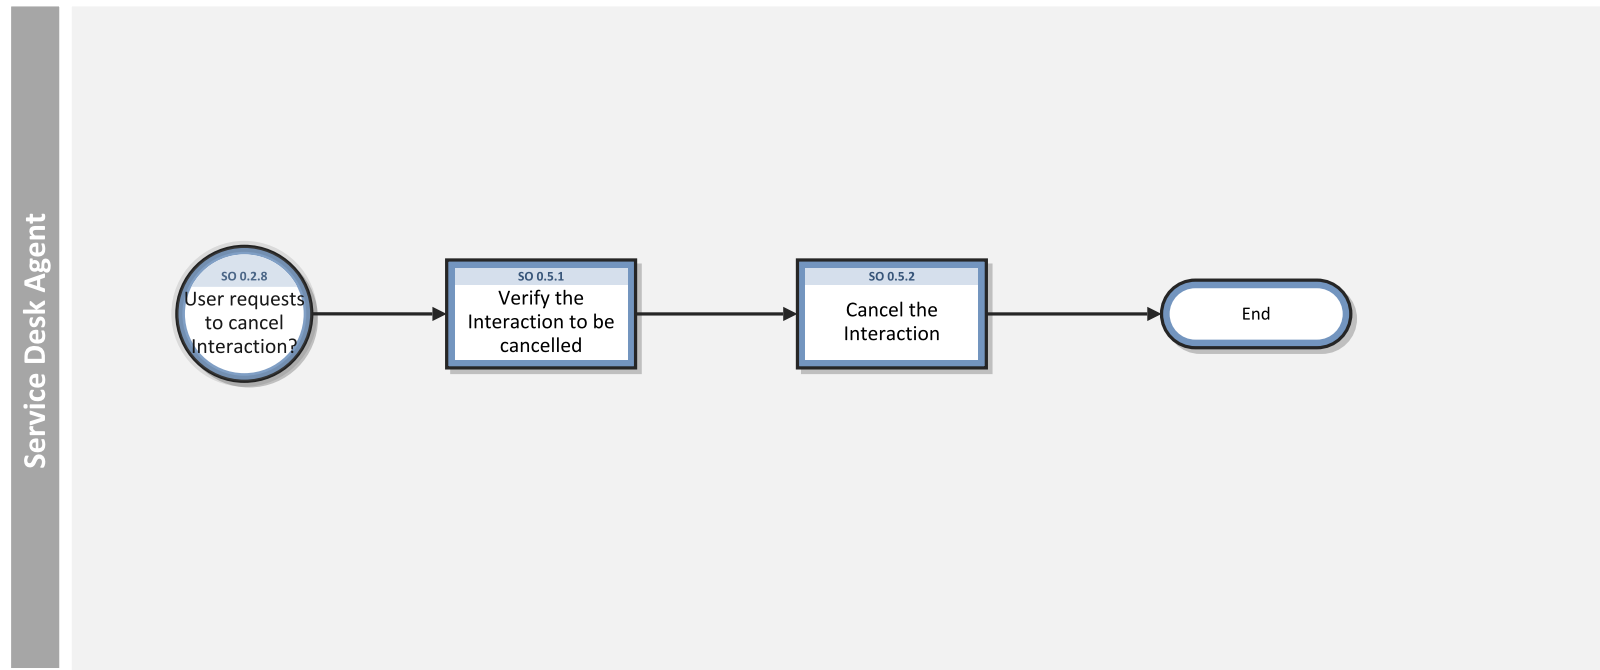 Service Desk Agent
SO 0.2.8
User requests
to cancel
Interaction?
SO 0.5.1
Verify the
Interaction to be
cancelled
SO 0.5.2
Cancel the
Interaction
End